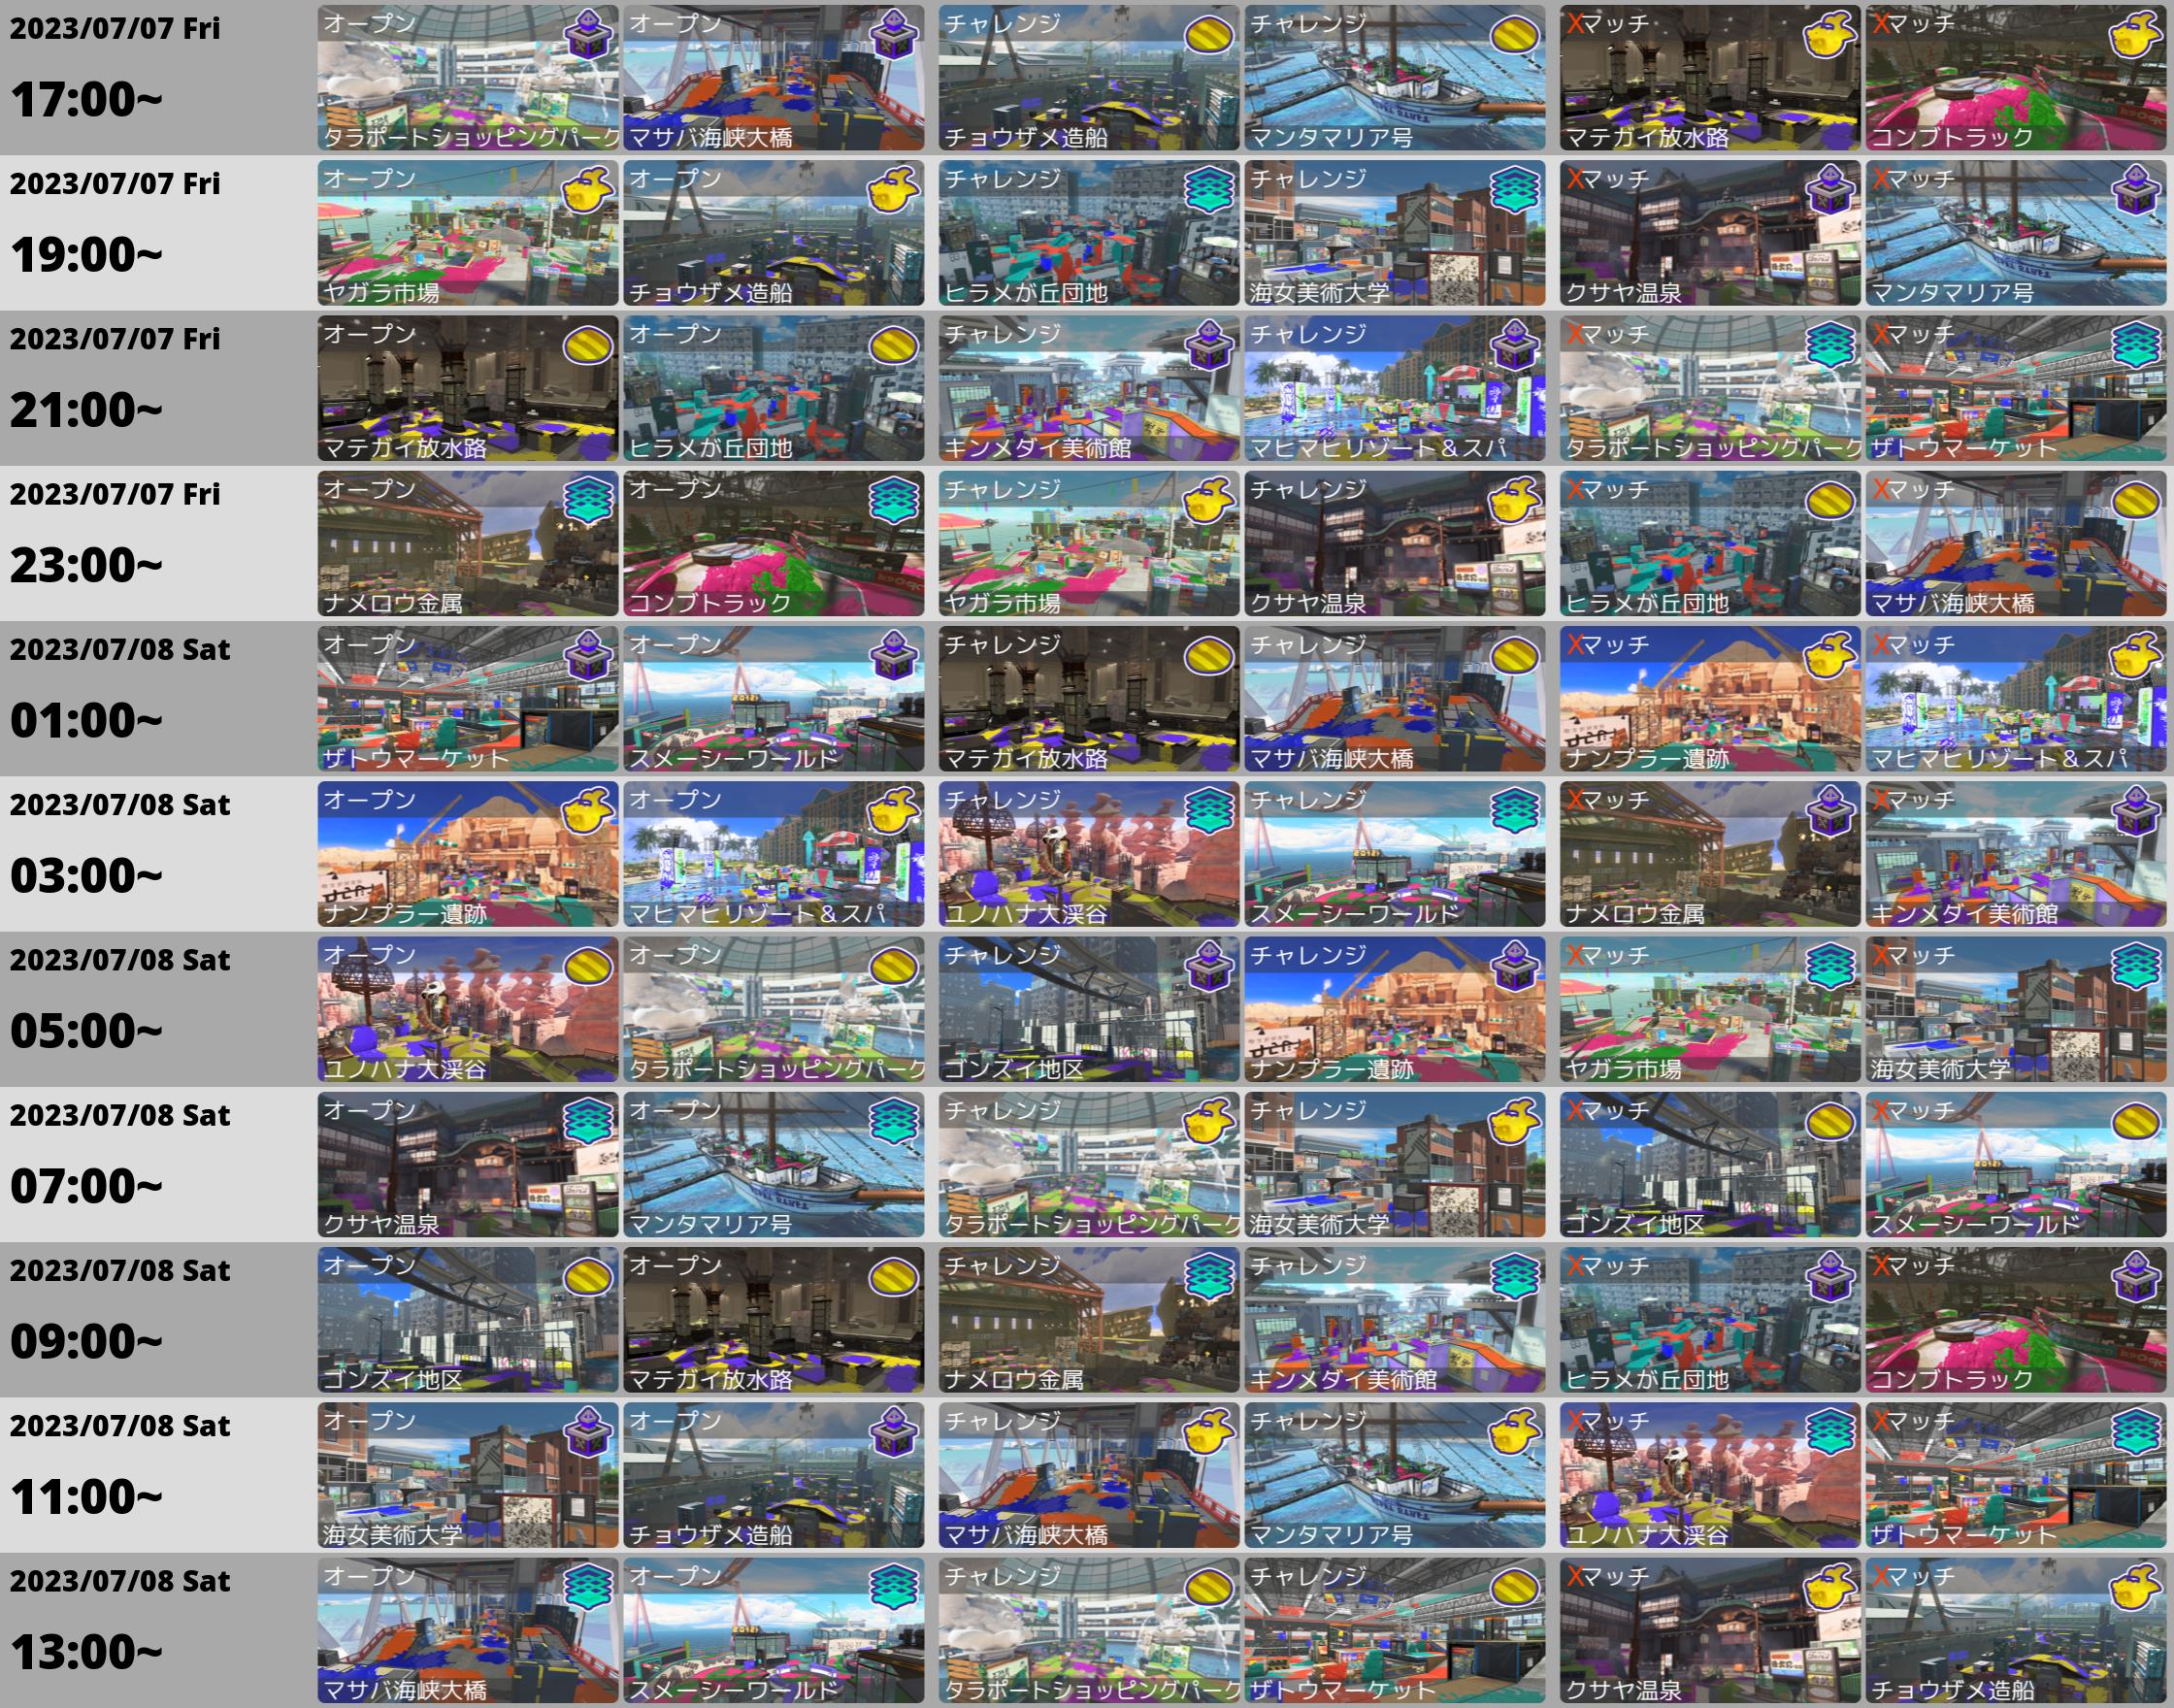 2023/07/07 Fri
17:00~
オープン オープン チャレンジ チャレンジ Xマッチ Xマッチ
タラポートショッピングパーク マサバ海峡大橋 チョウザメ造船 マンタマリア号 マテガイ放水路 コンブトラック
2023/07/07 Fri
19:00~
オープン オープン チャレンジ チャレンジ Xマッチ Xマッチ
ヤガラ市場 チョウザメ造船 ヒラメが丘団地 海女美術大学 クサヤ温泉 マンタマリア号
2023/07/07 Fri
21:00~
オープン オープン チャレンジ チャレンジ Xマッチ Xマッチ
マテガイ放水路 ヒラメが丘団地 キンメダイ美術館 マヒマヒリゾート＆スパ タラポートショッピングパーク ザトウマーケット
2023/07/07 Fri
23:00~
オープン オープン チャレンジ チャレンジ Xマッチ Xマッチ
ナメロウ金属 コンブトラック ヤガラ市場 クサヤ温泉 ヒラメが丘団地 マサバ海峡大橋
2023/07/08 Sat
01:00~
オープン オープン チャレンジ チャレンジ Xマッチ Xマッチ
ザトウマーケット スメーシーワールド マテガイ放水路 マサバ海峡大橋 ナンプラー遺跡 マヒマヒリゾート＆スパ
2023/07/08 Sat
03:00~
オープン オープン チャレンジ チャレンジ Xマッチ Xマッチ
ナンプラー遺跡 マヒマヒリゾート＆スパ ユノハナ大渓谷 スメーシーワールド ナメロウ金属 キンメダイ美術館
2023/07/08 Sat
05:00~
オープン オープン チャレンジ チャレンジ Xマッチ Xマッチ
ユノハナ大渓谷 タラポートショッピングパーク ゴンズイ地区 ナンプラー遺跡 ヤガラ市場 海女美術大学
2023/07/08 Sat
07:00~
オープン オープン チャレンジ チャレンジ Xマッチ Xマッチ
クサヤ温泉 マンタマリア号 タラポートショッピングパーク 海女美術大学 ゴンズイ地区 スメーシーワールド
2023/07/08 Sat
09:00~
オープン オープン チャレンジ チャレンジ Xマッチ Xマッチ
ゴンズイ地区 マテガイ放水路 ナメロウ金属 キンメダイ美術館 ヒラメが丘団地 コンブトラック
2023/07/08 Sat
11:00~
オープン オープン チャレンジ チャレンジ Xマッチ Xマッチ
海女美術大学 チョウザメ造船 マサバ海峡大橋 マンタマリア号 ユノハナ大渓谷 ザトウマーケット
2023/07/08 Sat
13:00~
オープン オープン チャレンジ チャレンジ Xマッチ Xマッチ
マサバ海峡大橋 スメーシーワールド タラポートショッピングパーク ザトウマーケット クサヤ温泉 チョウザメ造船